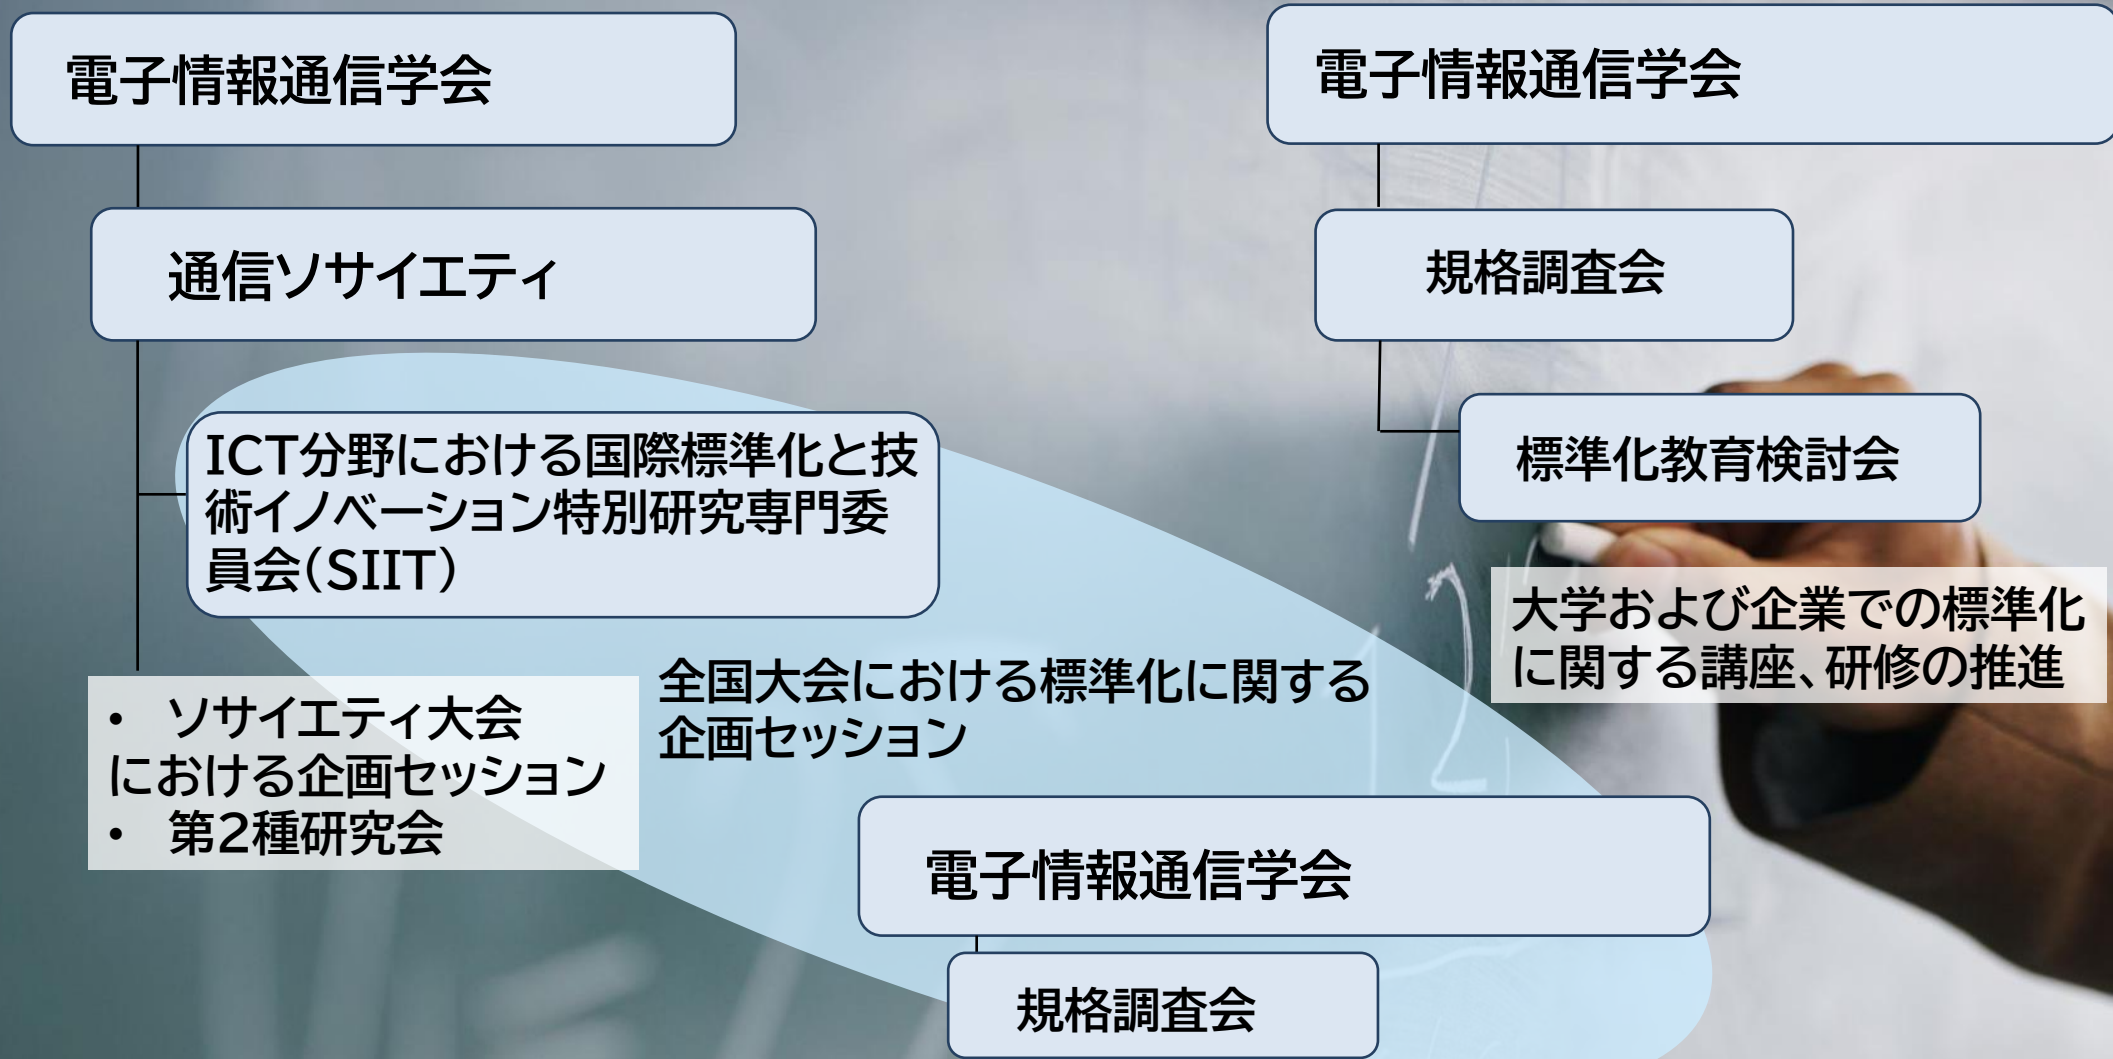 電子情報通信学会
通信ソサイエティ
ICT分野における国際標準化と技
術イノベーション特別研究専門委
員会(SIIT)
• ソサイエティ大会
における企画セッション
• 第2種研究会
全国大会における標準化に関する
企画セッション
電子情報通信学会
規格調査会
電子情報通信学会
規格調査会
標準化教育検討会
大学および企業での標準化
に関する講座、研修の推進